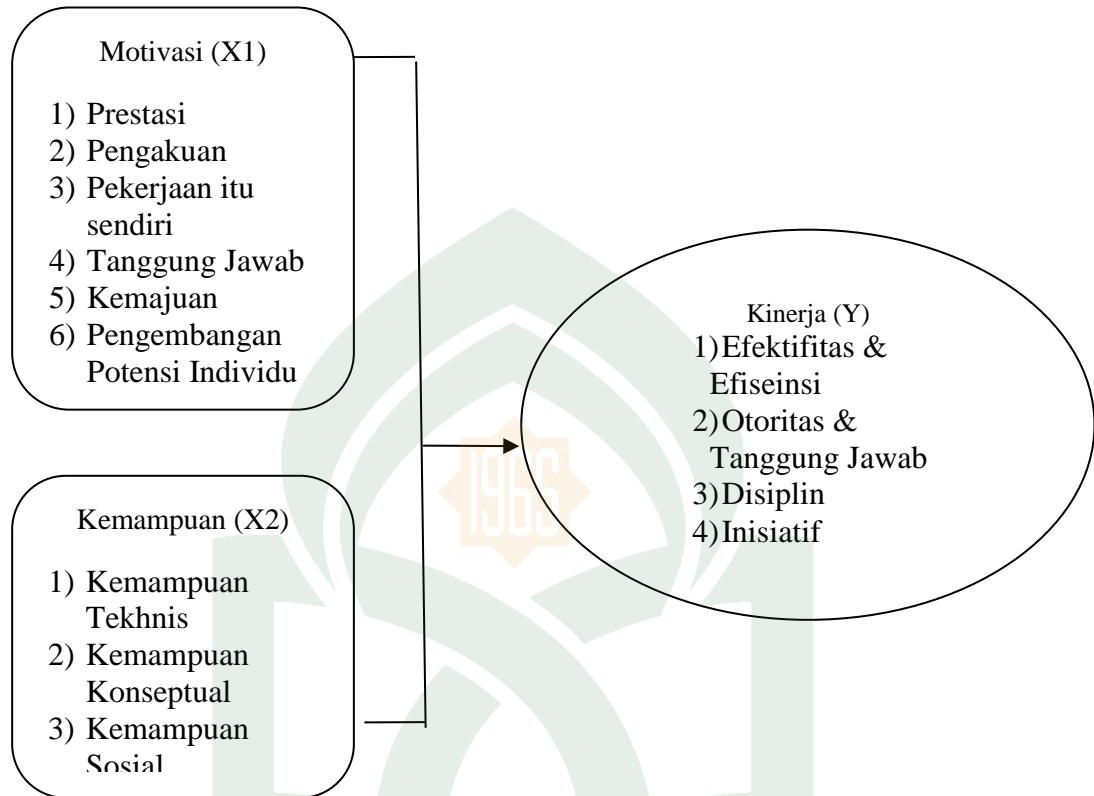 Motivasi (X1)
1) Prestasi
2) Pengakuan
3) Pekerjaan itu
sendiri
4) Tanggung Jawab
5) Kemajuan
6) Pengembangan
Potensi Individu
Kinerja (Y)
1)Efektifitas &
Efiseinsi
2)Otoritas &
Tanggung Jawab
3)Disiplin
4)Inisiatif
1965
Kemampuan (X2)
1) Kemampuan
Tekhnis
2) Kemampuan
Konseptual
3) Kemampuan
Sosial